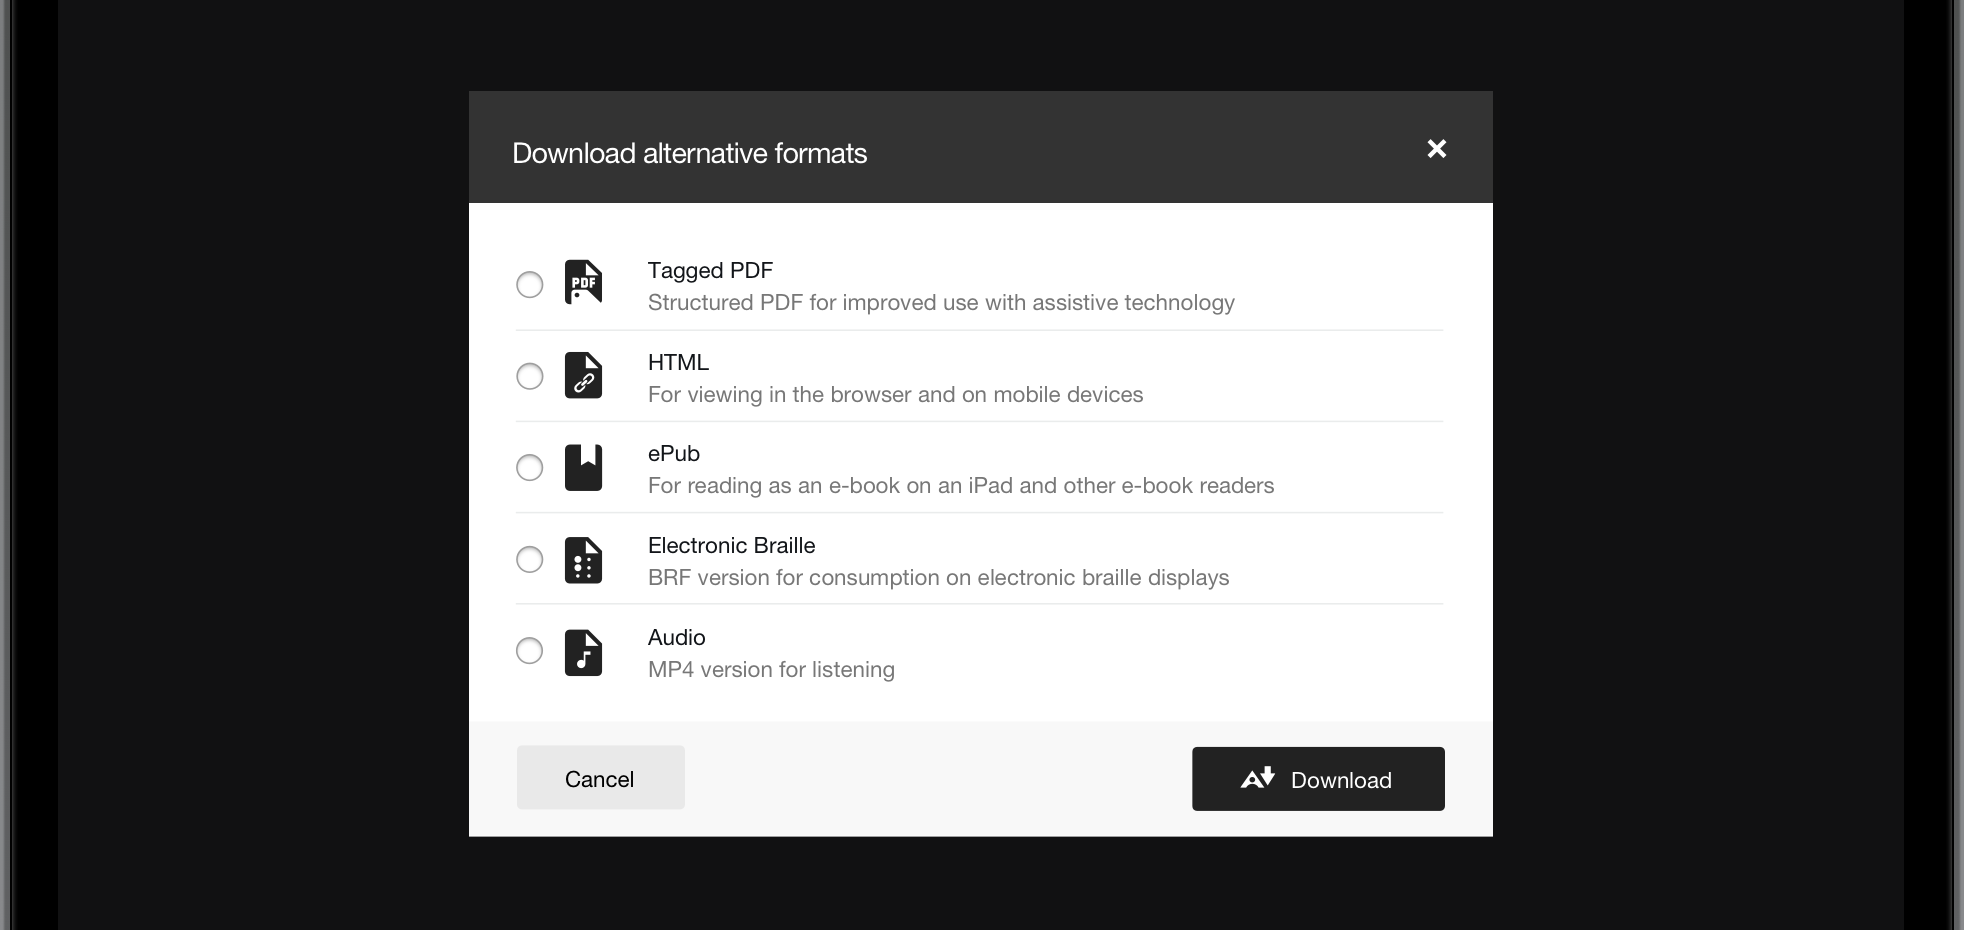 Download alternative formats
PDF
Tagged PDF
Structured PDF for improved use with assistive technology
HTML
For viewing in the browser and on mobile devices
ePub
For reading as an e-book on an iPad and other e-book readers
Electronic Braille
BRF version for consumption on electronic braille displays
Audio
MP4 version for listening
Cancel
Download